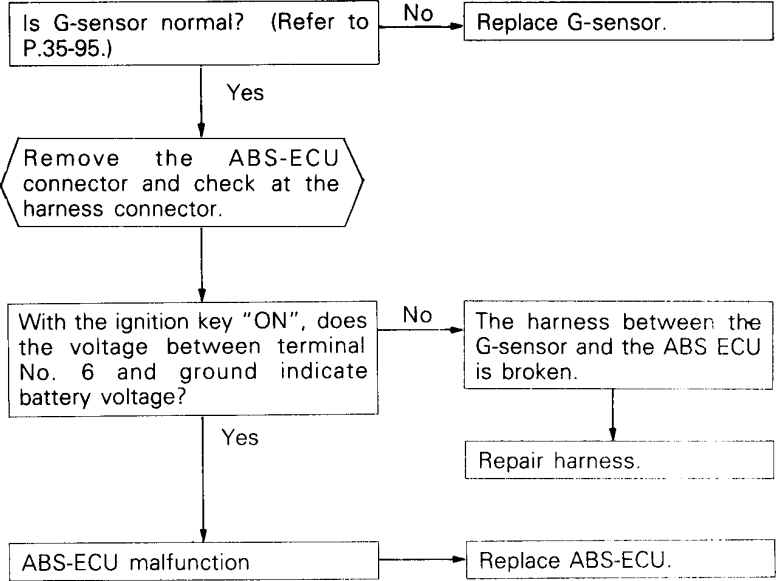 Is G-sensor normal? (Refer to
P.35-95.)
No
Replace G-sensor.
Yes
Remove the ABS-ECU
connector and check at the
harness connector.
With the ignition key "ON", does
the voltage between terminal
No. 6 and ground indicate
battery voltage?
No
The harness between the
G-sensor and the ABS ECU
is broken.
Yes
Repair harness.
ABS-ECU malfunction
Replace ABS-ECU.